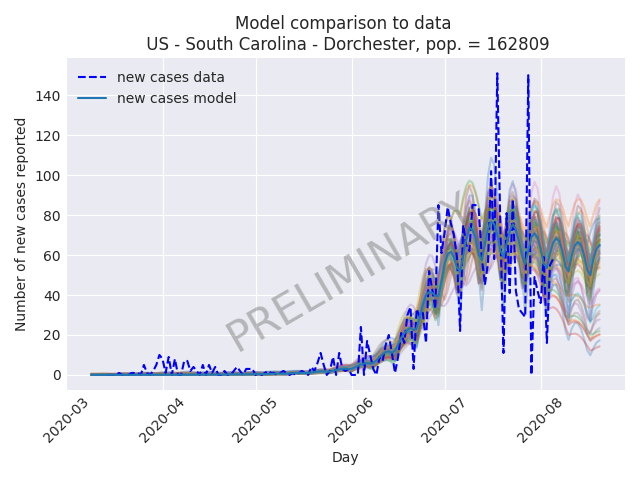 Model comparison to data
US - South Carolina - Dorchester, pop. = 162809
new cases data
new cases model
Number of new cases reported
140
120
100
80
60
40
20
0
PRELIMINARY
2020-03
2020-04
2020-05
2020-06
2020-07
2020-08
Day